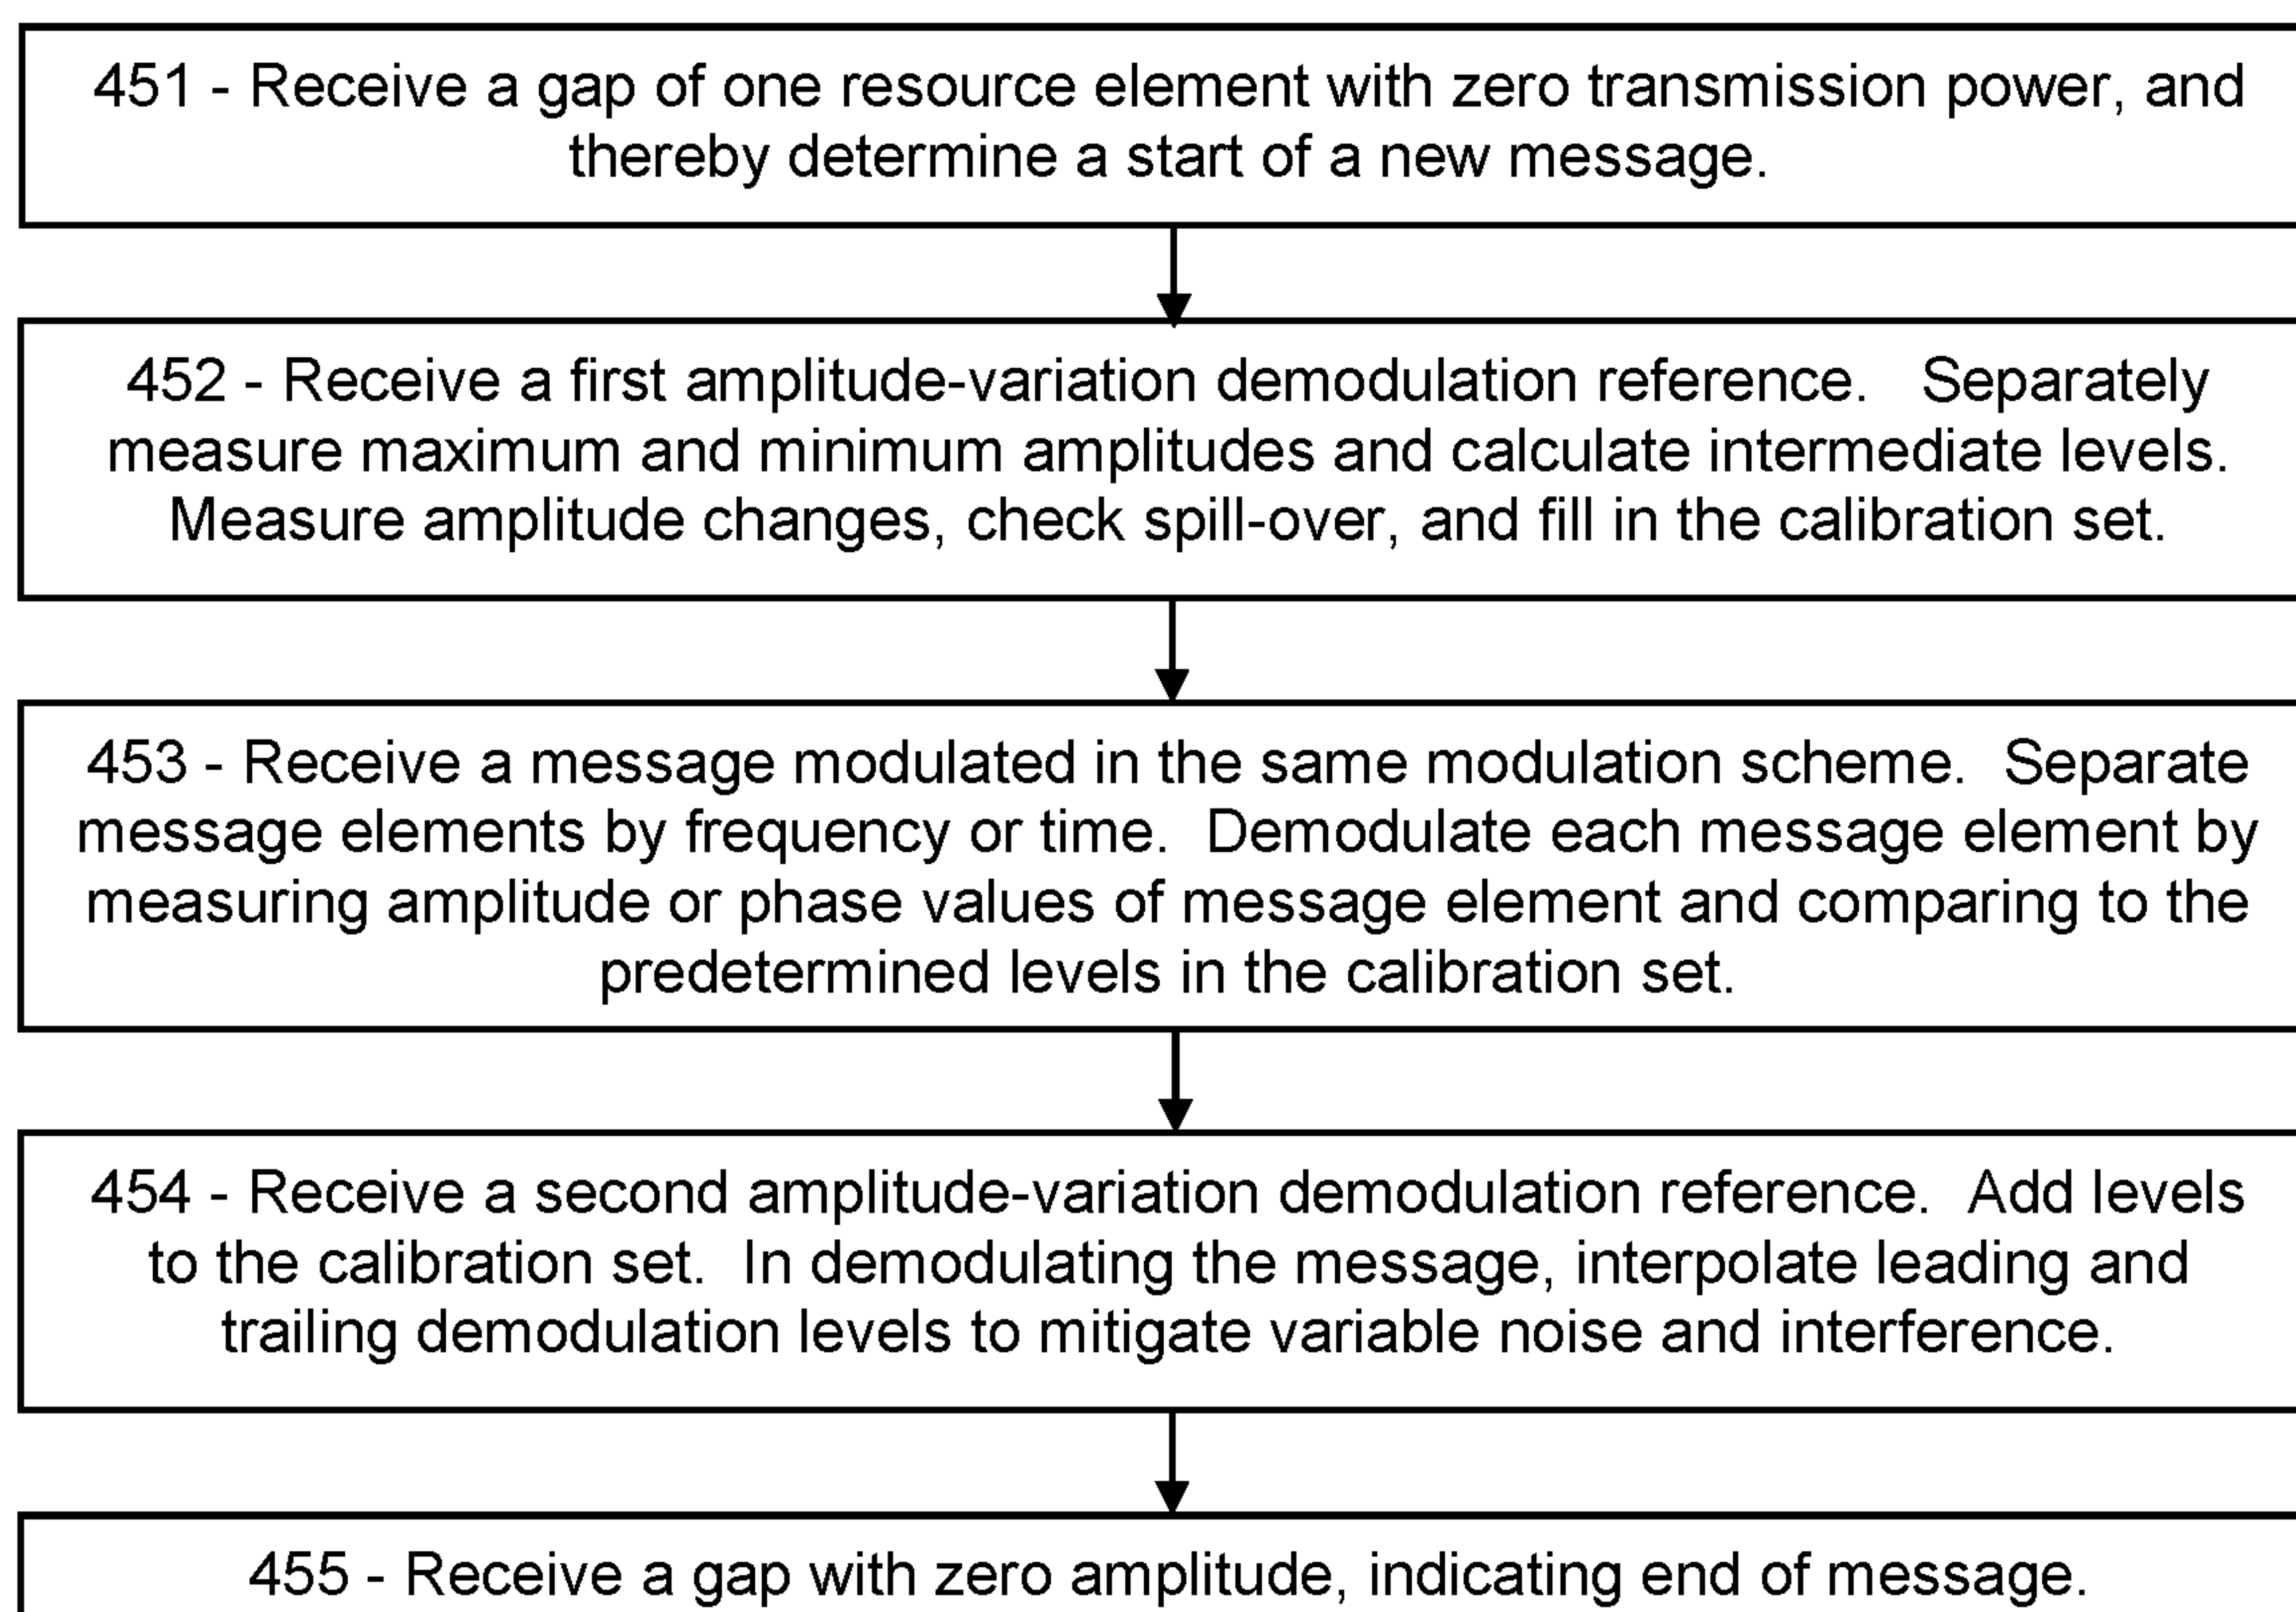 451 - Receive a gap of one resource element with zero transmission power, and
thereby determine a start of a new message.
452 - Receive a first amplitude-variation demodulation reference.   Separately
measure maximum and minimum amplitudes and calculate intermediate levels.
Measure amplitude changes, check spill-over, and fill in the calibration set.
453 - Receive a message modulated in the same modulation scheme.  Separate
message elements by frequency or time.  Demodulate each message element by
measuring amplitude or phase values of message element and comparing to the
predetermined levels in the calibration set.
454 - Receive a second amplitude-variation demodulation reference.  Add levels
to the calibration set.  In demodulating the message, interpolate leading and
trailing demodulation levels to mitigate variable noise and interference.
455 - Receive a gap with zero amplitude, indicating end of message.